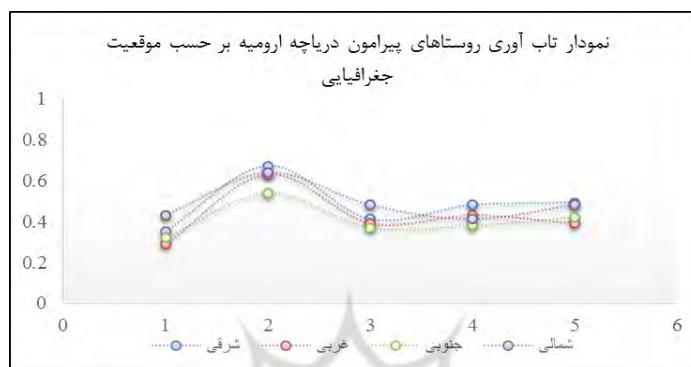 نمودار تاب آوری روستاهای پیرامون دریاچه ارومیه بر حسب موقعیت
جغرافیایی
1
0.8
0.6
0.4
0.2
0
0 1 2 3 4 5 6
شرقی غربی جنوبی شمالی